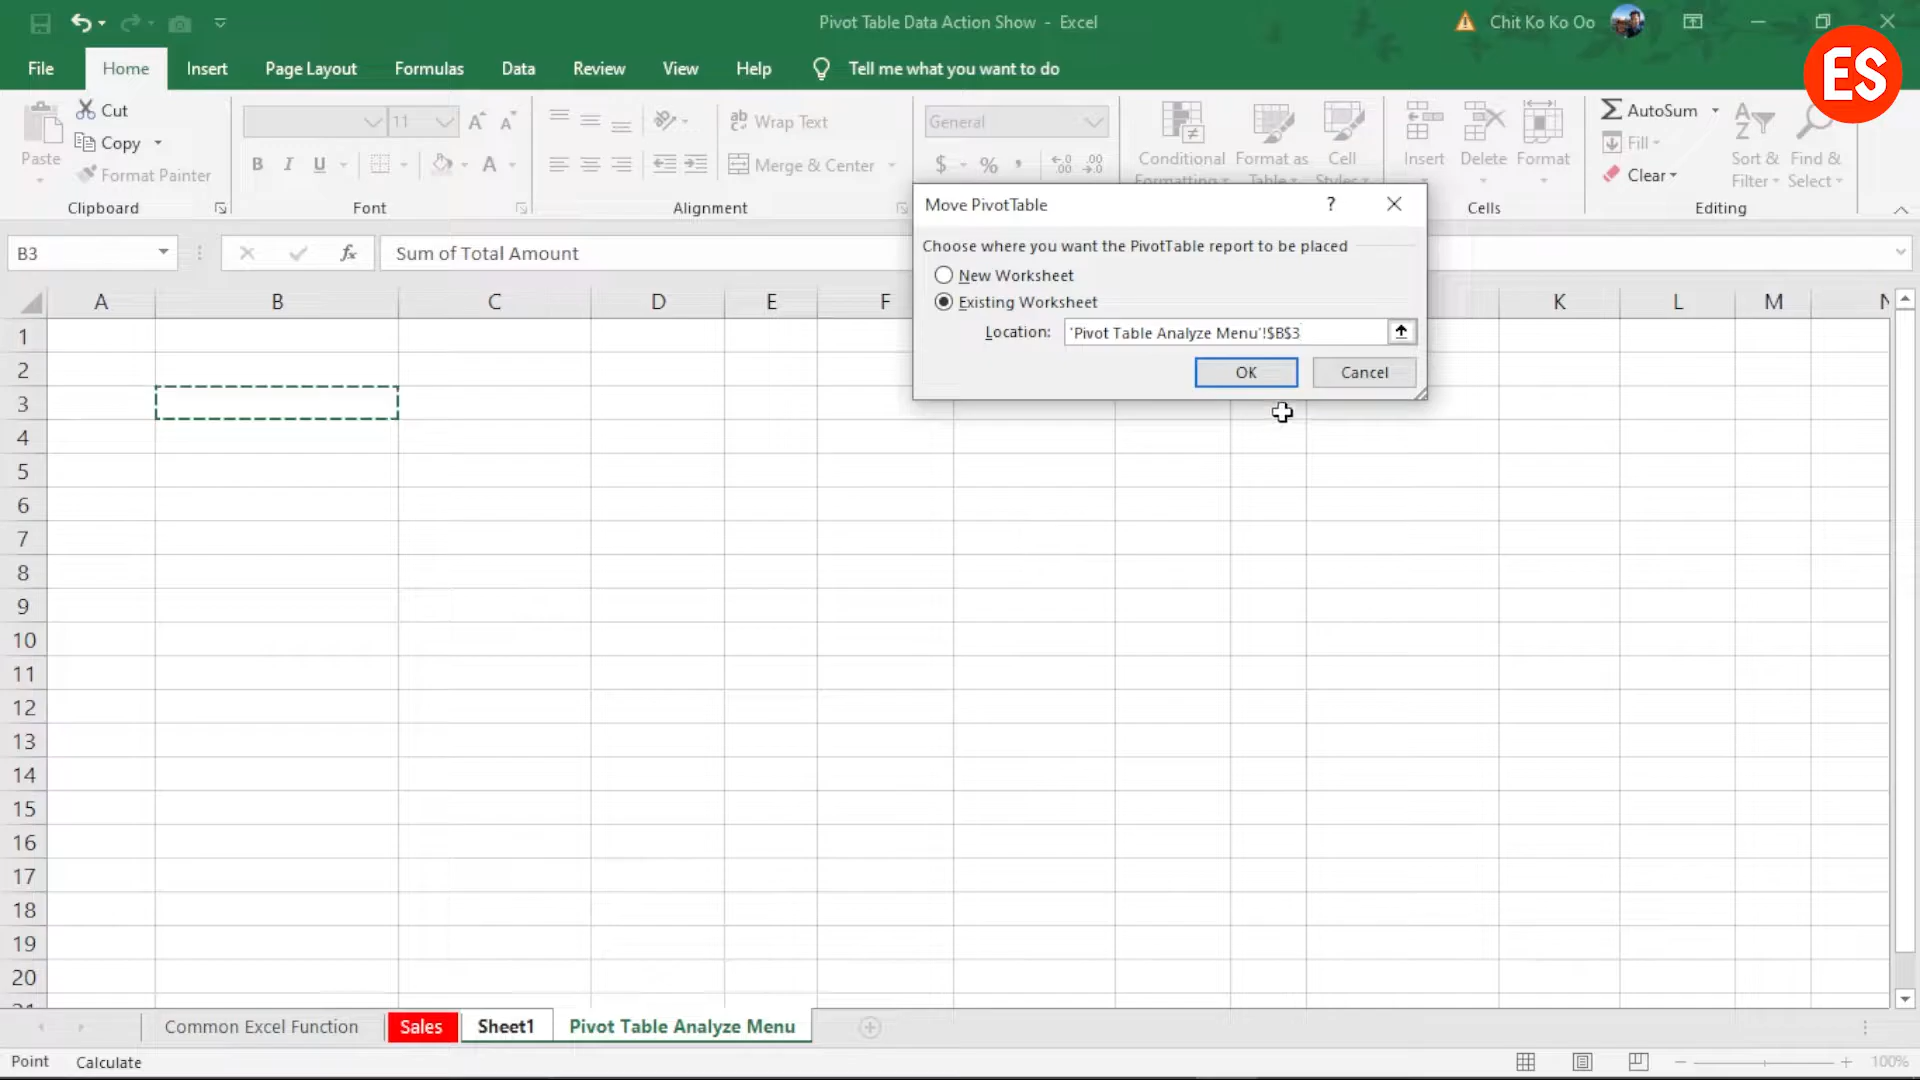 Pivot Table Data Action Show - Excel
Chit Ko Ko Oo
ES
File Home Insert Page Layout Formulas Data Review View Help Tell me what you want to do
Paste
Cut
Copy
Format Painter
Clipboard
11
A A
B I U A
Font
ab Wrap Text
Merge & Center
Alignment
General
$ % ,
Conditional Formatting
Format as Table
Cell Styles
Insert
Delete
Format
Cells
AutoSum
Fill
Clear
Sort & Filter
Find & Select
Editing
Move PivotTable
?
Choose where you want the PivotTable report to be placed
New Worksheet
Existing Worksheet
Location: 'Pivot Table Analyze Menu'!$B$3
OK Cancel
B3
fx
Sum of Total Amount
A B C D E F K L M N
1
2
3
4
5
6
7
8
9
10
11
12
13
14
15
16
17
18
19
20
Common Excel Function Sales Sheet1 Pivot Table Analyze Menu
Point Calculate
100%